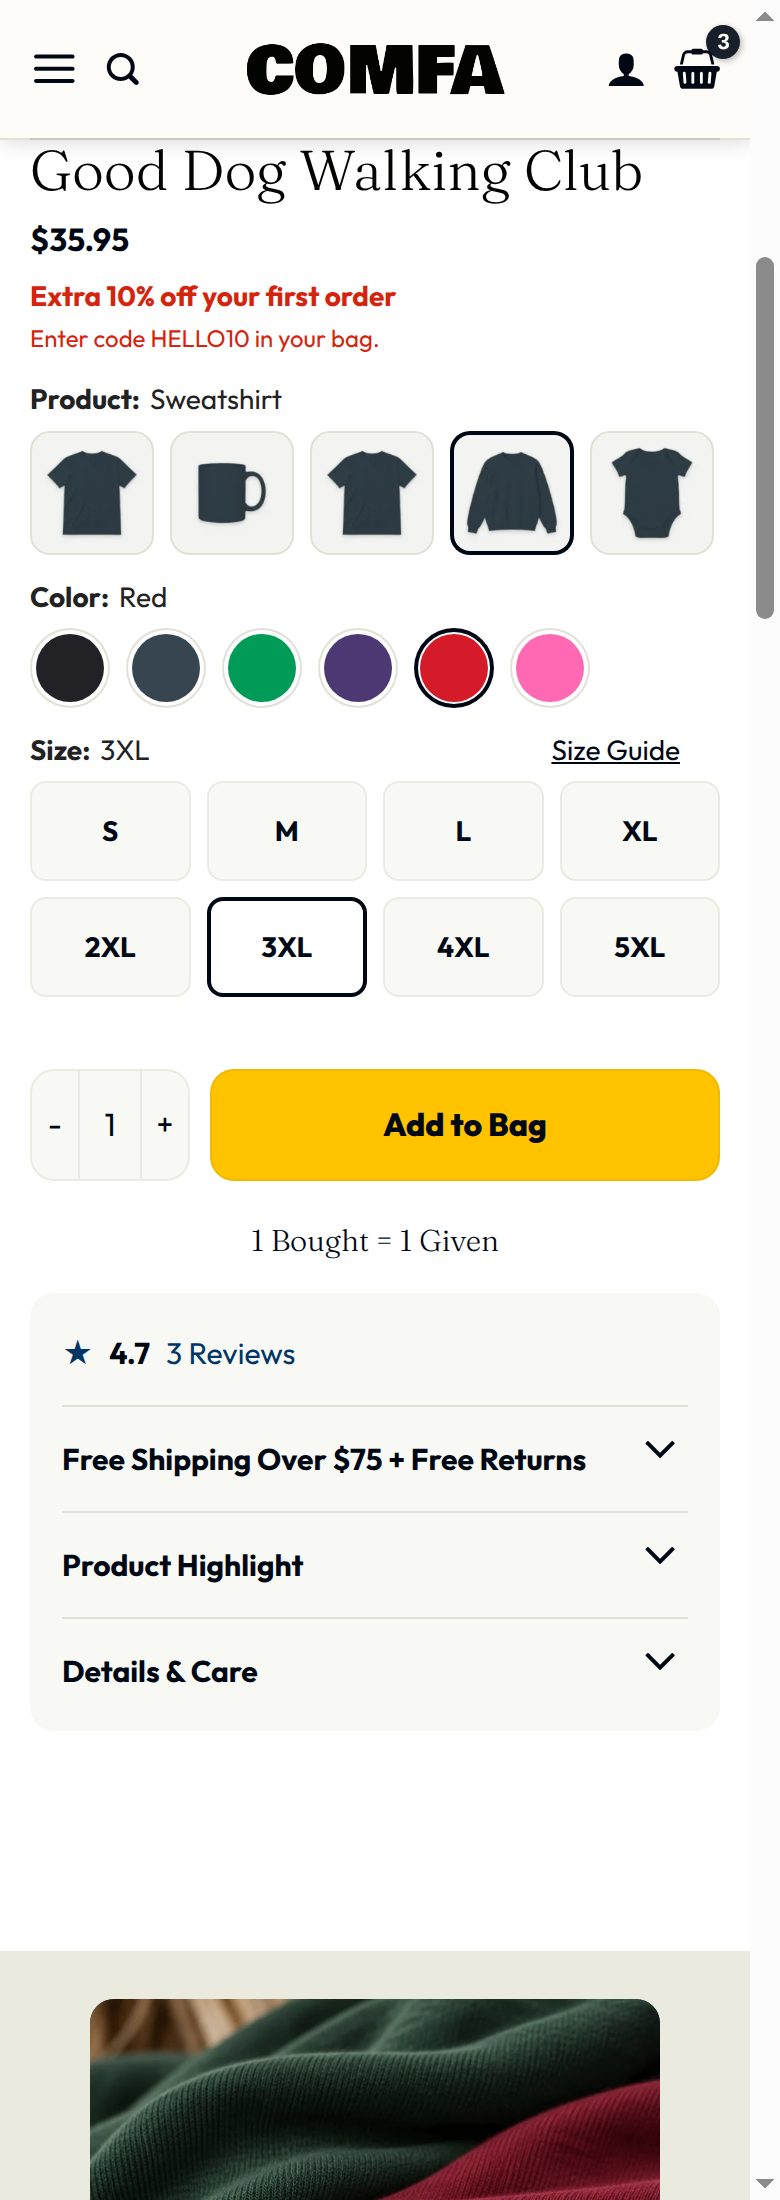 COMFA
3
Good Dog Walking Club
$35.95
Extra 10% off your first order
Enter code HELLO10 in your bag.
Product: Sweatshirt
Color: Red
Size: 3XL Size Guide
S M L XL
2XL 3XL 4XL 5XL
- 1 + Add to Bag
1 Bought = 1 Given
★ 4.7 3 Reviews
Free Shipping Over $75 + Free Returns
Product Highlight
Details & Care